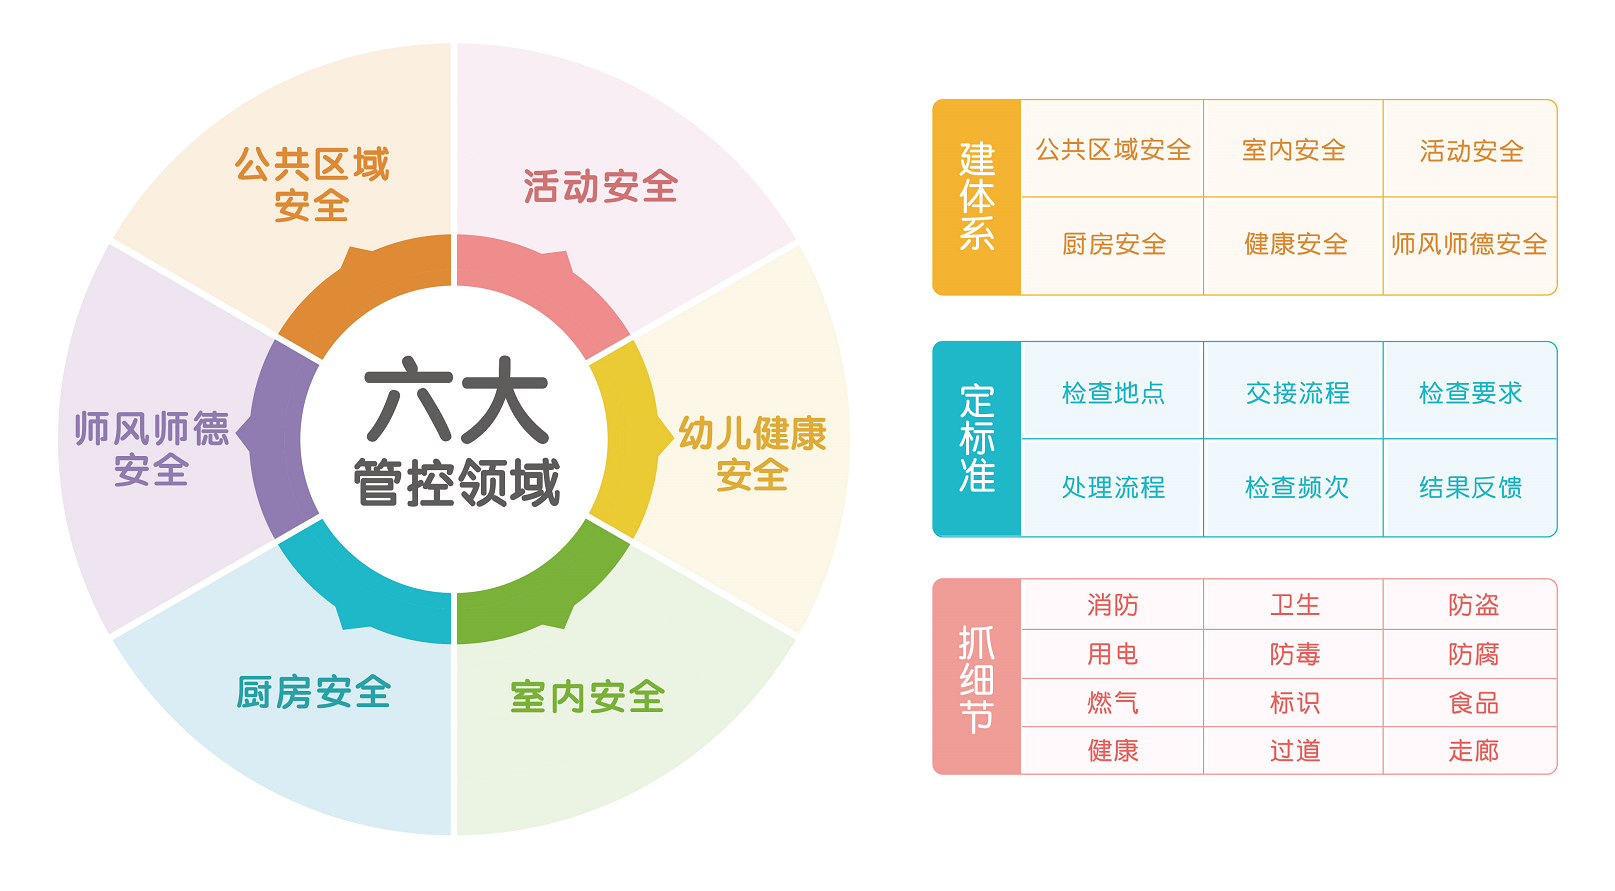 公共区域
安全
活动安全
师风师德
安全
六大
管控领域
幼儿健康
安全
厨房安全
室内安全
建体系
公共区域安全
室内安全
活动安全
厨房安全
健康安全
师风师德安全
定标准
检查地点
交接流程
检查要求
处理流程
检查频次
结果反馈
抓细节
消防
卫生
防盗
用电
防毒
防腐
燃气
标识
食品
健康
过道
走廊